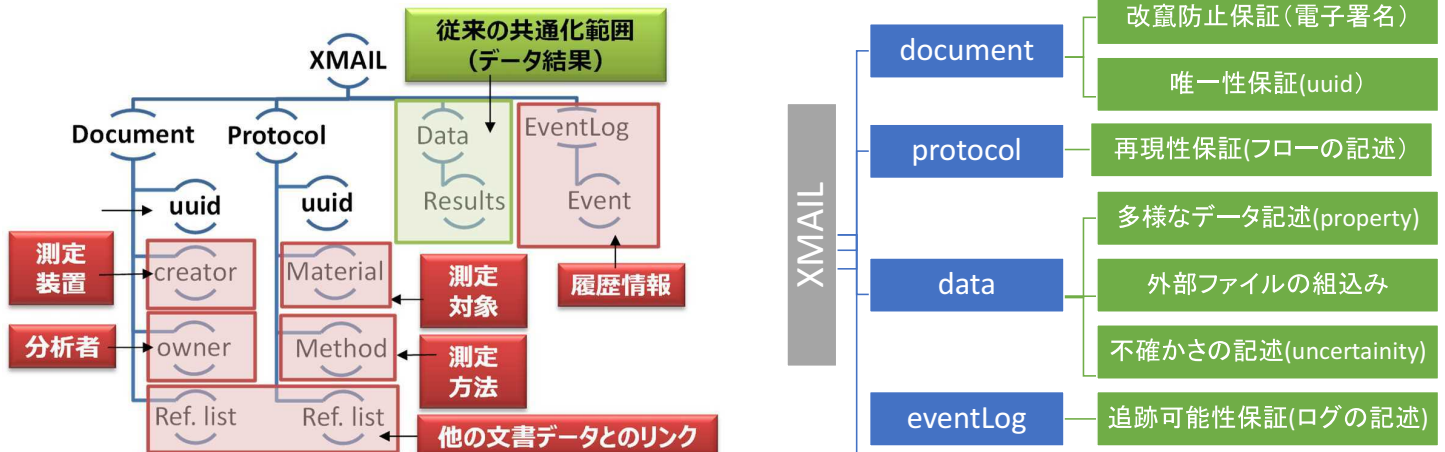 従来の共通化範囲
（データ結果）
XMAIL
Document
Protocol
Data
EventLog
uuid
uuid
Results
Event
測定
装置
creator
Material
測定
対象
履歴情報
分析者
owner
Method
測定
方法
Ref. list
Ref. list
他の文書データとのリンク
XMAIL
document
改竄防止保証（電子署名）
唯一性保証(uuid）
protocol
再現性保証(フローの記述）
data
多様なデータ記述(property)
外部ファイルの組込み
不確かさの記述(uncertainity)
eventLog
追跡可能性保証(ログの記述)